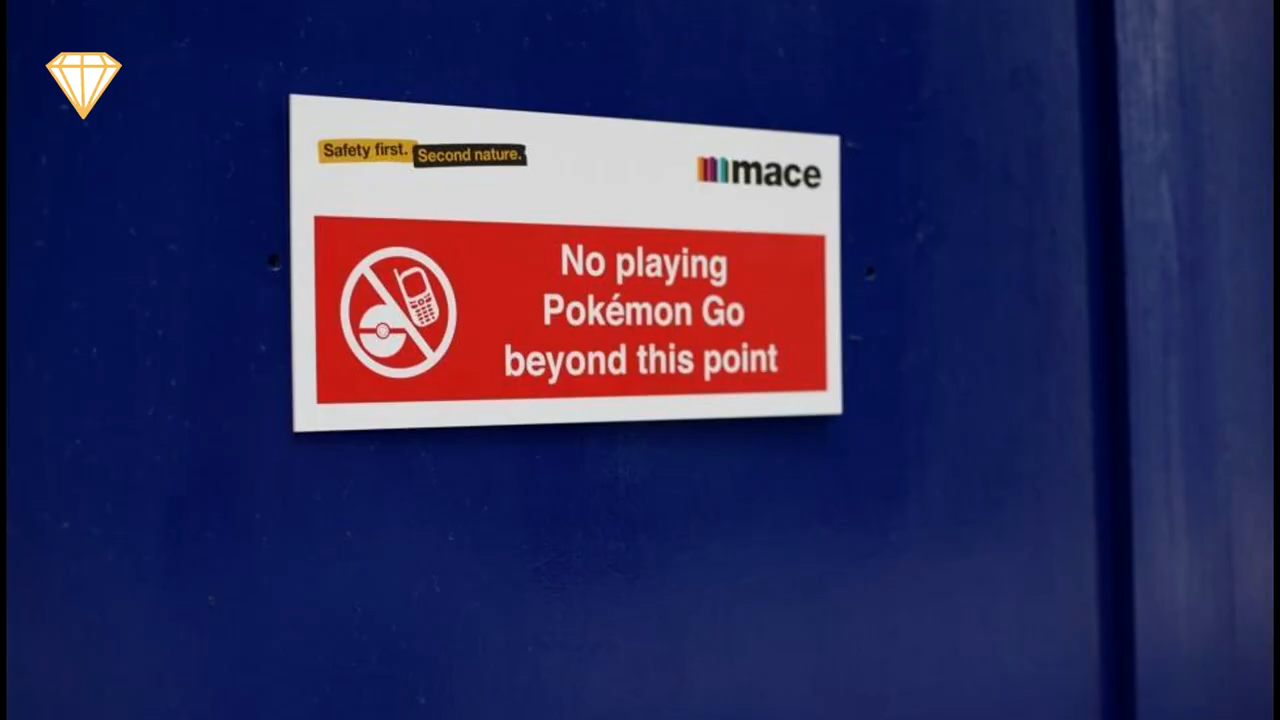 Safety first. Second nature.
mace
No playing
Pokémon Go
beyond this point